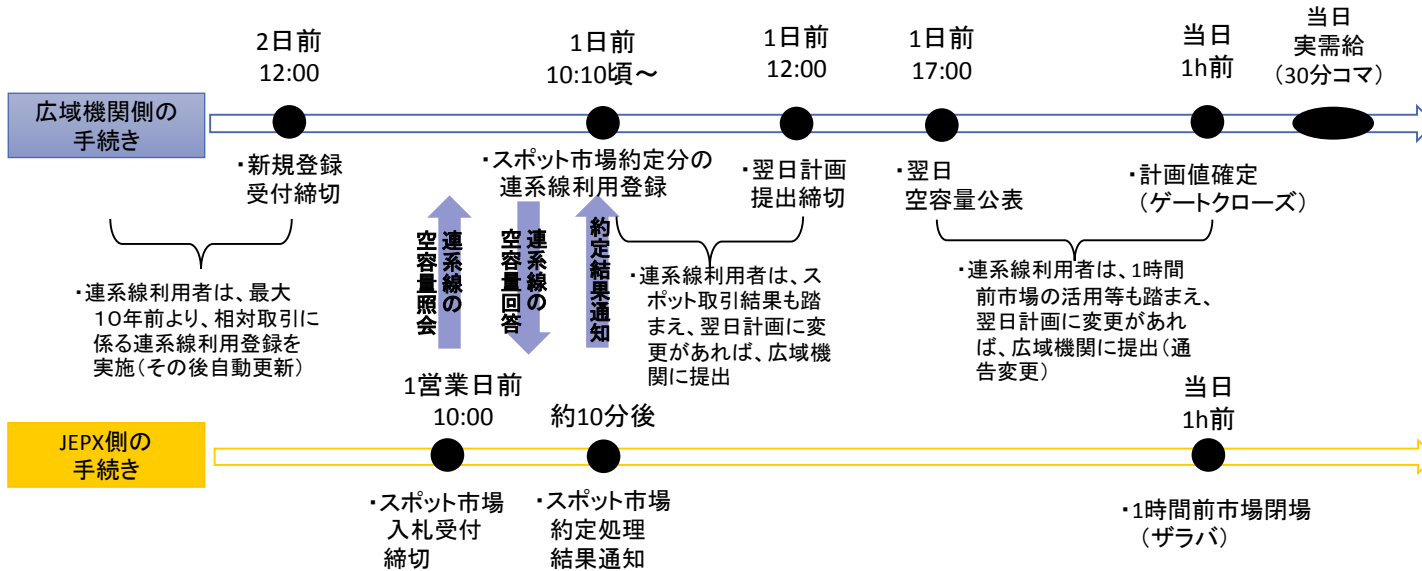 2日前
12:00
1日前
10:10頃～
1日前
12:00
1日前
17:00
当日
1h前
当日
実需給
（30分コマ）
広域機関側の
手続き
・新規登録
受付締切
・スポット市場約定分の
連系線利用登録
・翌日計画
提出締切
・翌日
空容量公表
・計画値確定
（ゲートクローズ）
連系線の
空容量照会
連系線の
空容量回答
約定結果通知
・連系線利用者は、最大
１０年前より、相対取引に
係る連系線利用登録を
実施（その後自動更新）
・連系線利用者は、ス
ポット取引結果も踏
まえ、翌日計画に変
更があれば、広域機
関に提出
・連系線利用者は、1時間
前市場の活用等も踏まえ、
翌日計画に変更があれ
ば、広域機関に提出（通
告変更）
1営業日前
10:00
約10分後
当日
1h前
JEPX側の
手続き
・スポット市場
入札受付
締切
・スポット市場
約定処理
結果通知
・1時間前市場閉場
（ザラバ）